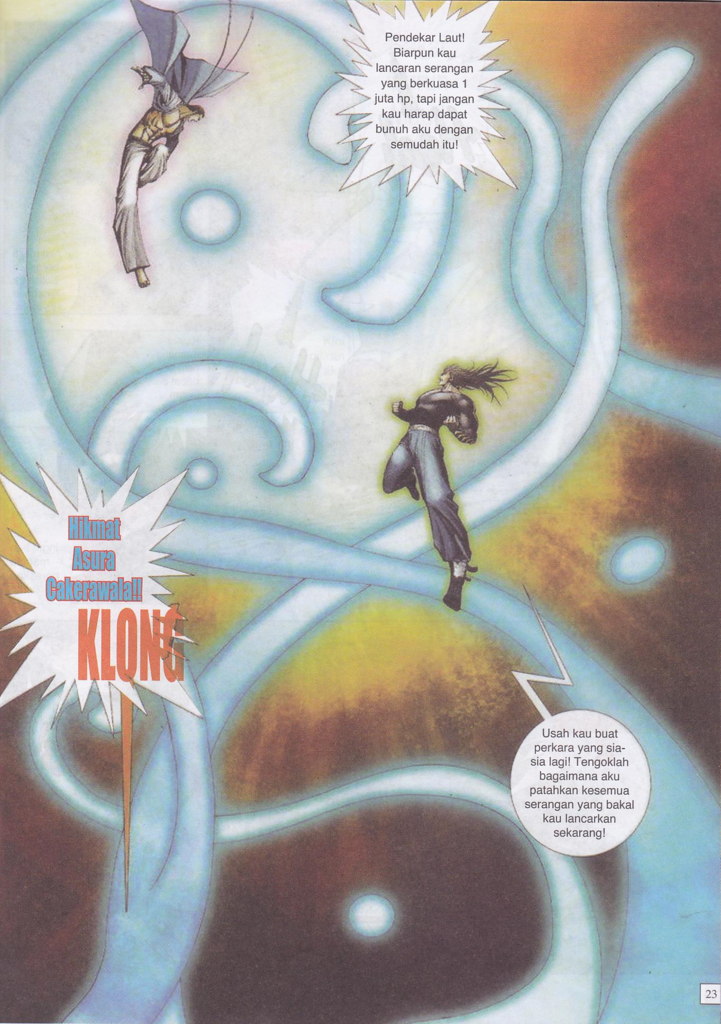 Pendekar Laut!
Biarpun kau
lancaran serangan
yang berkuasa 1
juta hp, tapi jangan
kau harap dapat
bunuh aku dengan
semudah itu!
Hikmat
Asura
Cakerawala!!
KLONG
Usah kau buat
perkara yang sia-
sia lagi! Tengoklah
bagaimana aku
patahkan kesemua
serangan yang bakal
kau lancarkan
sekarang!
23